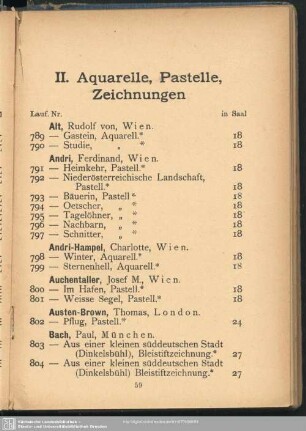 II. Aquarelle, Pastelle,
Zeichnungen
Lauf. Nr. in Saal
Alt, Rudolf von, Wien.
789 — Gastein, Aquarell.* 18
790 — Studie, „ * 18
Andri, Ferdinand, Wien.
791 — Heimkehr, Pastell.* 18
792 — Niederösterreichische Landschaft,
Pastell.* 18
793 — Bäuerin, Pastell* 18
794 — Oetscher, „ * 18
795 — Tagelöhner, „ * 18
796 — Nachbarn, „ * 18
797 — Schnitter, „ * 18
Andri-Hampel, Charlotte, Wien.
798 — Winter, Aquarell.* 18
799 — Sternenhell, Aquarell.* 18
Auchentaller, Josef M., Wien.
800 — Im Hafen, Pastell.* 18
801 — Weisse Segel, Pastell.* 18
Austen-Brown, Thomas, London.
802 — Pflug, Pastell.* 24
Bach, Paul, München.
803 — Aus einer kleinen süddeutschen Stadt
(Dinkelsbühl), Bleistiftzeichnung.* 27
804 — Aus einer kleinen süddeutschen Stadt
(Dinkelsbühl) Bleistiftzeichnung.* 27
59